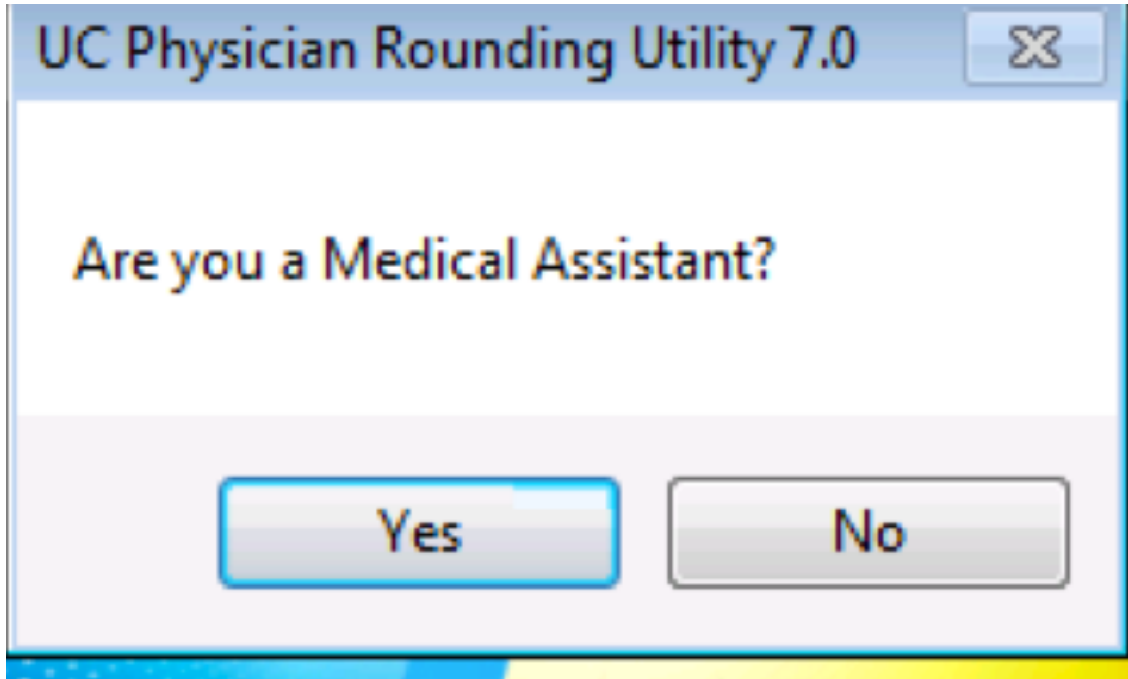 UC Physician Rounding Utility 7.0
Are you a Medical Assistant?
Yes No